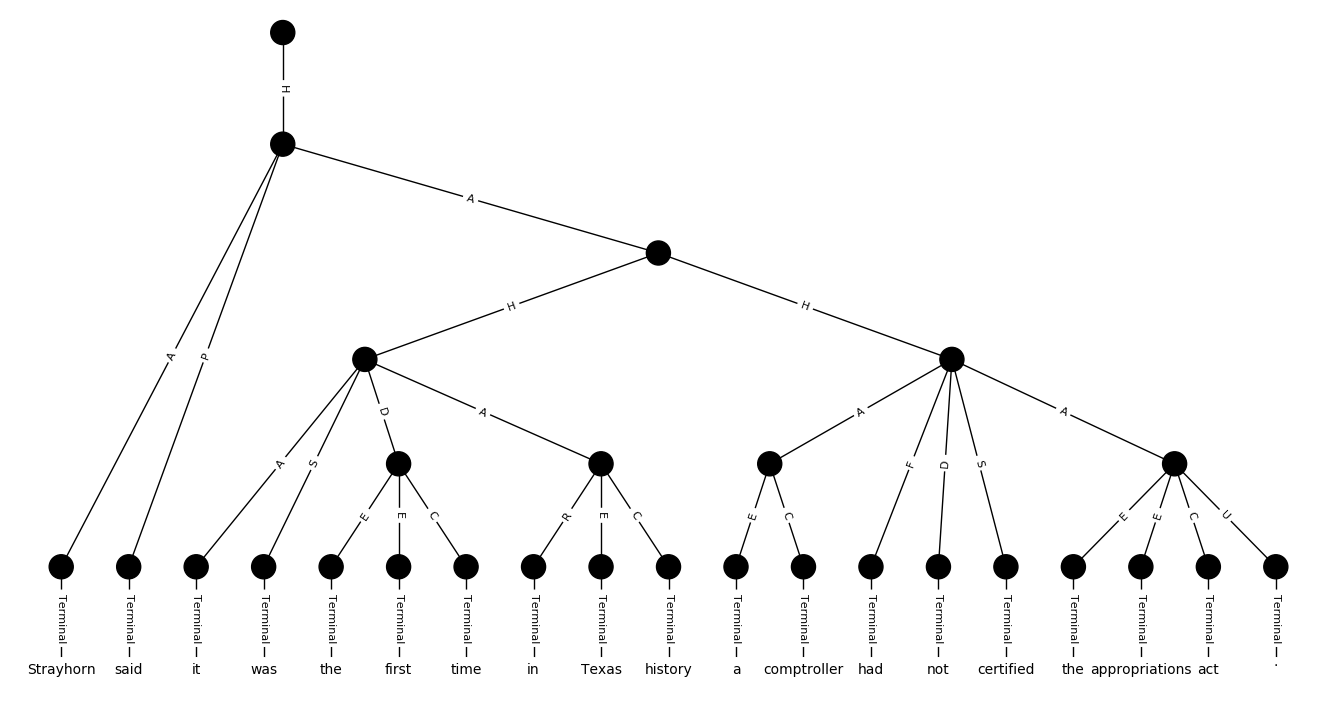 H
A
H H
A P D A A A
A S F D S
E E C R E C E C E E C U
Terminal Terminal Terminal Terminal Terminal Terminal Terminal Terminal Terminal Terminal Terminal Terminal Terminal Terminal Terminal Terminal Terminal Terminal Terminal
Strayhorn said it was the first time in Texas history a comptroller had not certified the appropriations act .